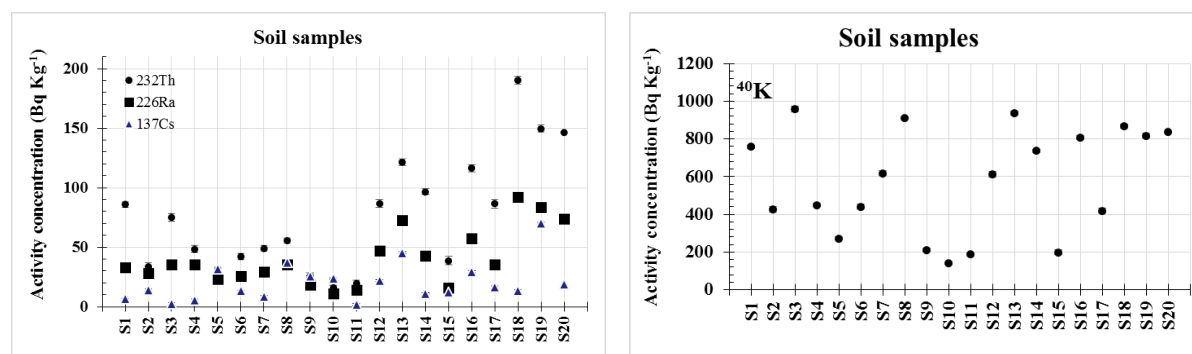 Soil samples
Activity concentration (Bq Kg⁻¹)
200
150
100
50
0
232Th
226Ra
137Cs
S1 S2 S3 S4 S5 S6 S7 S8 S9 S10 S11 S12 S13 S14 S15 S16 S17 S18 S19 S20
Soil samples
Activity concentration (Bq Kg⁻¹)
1200
1000
800
600
400
200
0
⁴⁰K
S1 S2 S3 S4 S5 S6 S7 S8 S9 S10 S11 S12 S13 S14 S15 S16 S17 S18 S19 S20